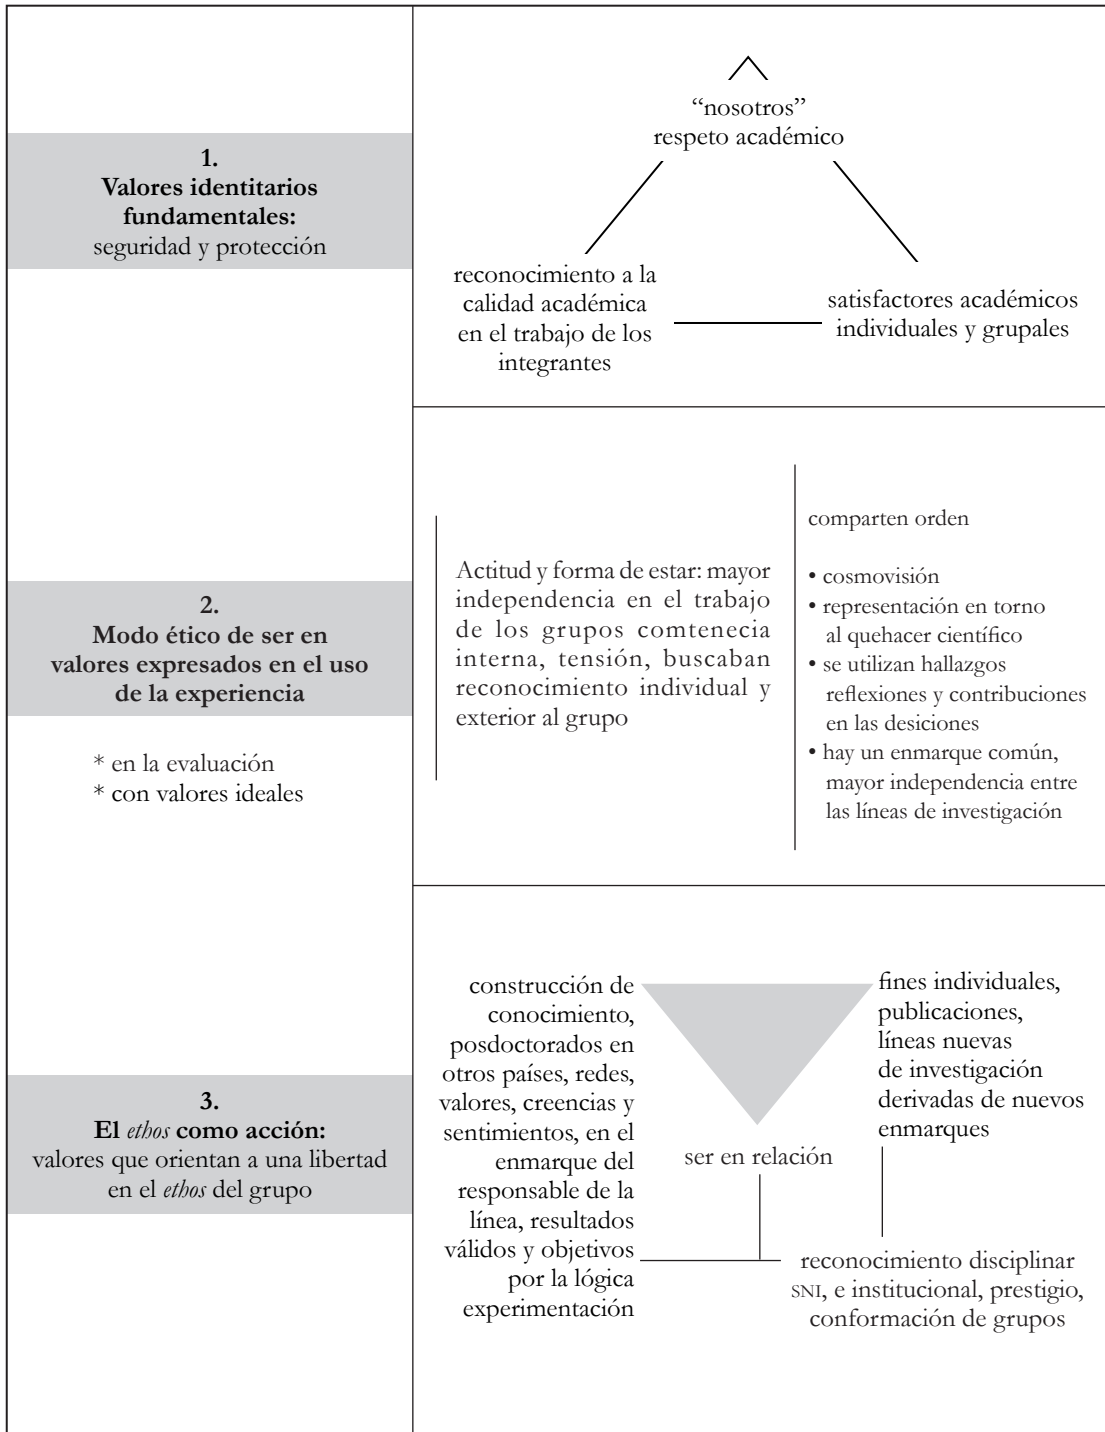 1.
Valores identitarios
fundamentales:
seguridad y protección
“nosotros”
respeto académico
reconocimiento a la
calidad académica
en el trabajo de los
integrantes
satisfactores académicos
individuales y grupales
2.
Modo ético de ser en
valores expresados en el uso
de la experiencia
* en la evaluación
* con valores ideales
Actitud y forma de estar: mayor
independencia en el trabajo
de los grupos comtenecia
interna, tensión, buscaban
reconocimiento individual y
exterior al grupo
comparten orden
• cosmovisión
• representación en torno
al quehacer científico
• se utilizan hallazgos
reflexiones y contribuciones
en las desiciones
• hay un enmarque común,
mayor independencia entre
las líneas de investigación
3.
El ethos como acción:
valores que orientan a una libertad
en el ethos del grupo
construcción de
conocimiento,
posdoctorados en
otros países, redes,
valores, creencias y
sentimientos, en el
enmarque del
responsable de la
línea, resultados
válidos y objetivos
por la lógica
experimentación
ser en relación
fines individuales,
publicaciones,
líneas nuevas
de investigación
derivadas de nuevos
enmarques
reconocimiento disciplinar
SNI, e institucional, prestigio,
conformación de grupos